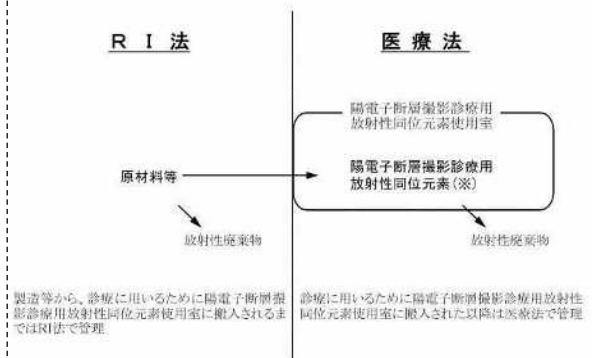 RI法
医療法
陽電子断層撮影診療用
放射性同位元素使用室
原材料等
陽電子断層撮影診療用
放射性同位元素(※)
放射性廃棄物
放射性廃棄物
製造等から、診療に用いるために陽電子断層撮
影診療用放射性同位元素使用室に搬入されるま
ではRI法で管理
診療に用いるために陽電子断層撮影診療用放射性
同位元素使用室に搬入された以降は医療法で管理